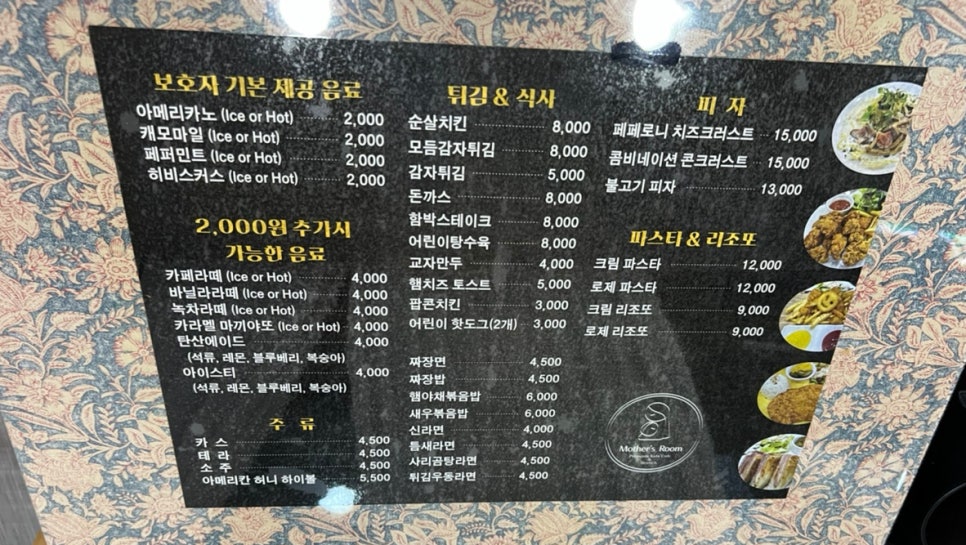 보호자 기본 제공 음료
아메리카노 (Ice or Hot) 2,000
캐모마일 (Ice or Hot) 2,000
페퍼민트 (Ice or Hot) 2,000
히비스커스 (Ice or Hot) 2,000
2,000원 추가시
가능한 음료
카페라떼 (Ice or Hot) 4,000
바닐라라떼 (Ice or Hot) 4,000
녹차라떼 (Ice or Hot) 4,000
카라멜 마끼아또 (Ice or Hot) 4,000
탄산에이드 4,000
(석류, 레몬, 블루베리, 복숭아)
아이스티 4,000
(석류, 레몬, 블루베리, 복숭아)
주 류
카 스 4,500
테 라 4,500
소 주 4,500
아메리칸 허니 하이볼 5,500
튀김 & 식사
순살치킨 8,000
모듬감자튀김 8,000
감자튀김 5,000
돈까스 8,000
함박스테이크 8,000
어린이탕수육 8,000
교자만두 4,000
햄치즈 토스트 5,000
팝콘치킨 3,000
어린이 핫도그(2개) 3,000
짜장면 4,500
짜장밥 4,500
햄야채볶음밥 6,000
새우볶음밥 6,000
신라면 4,000
틈새라면 4,500
사리곰탕라면 4,500
튀김우동라면 4,500
피 자
페페로니 치즈크러스트 15,000
콤비네이션 콘크러스트 15,000
불고기 피자 13,000
파스타 & 리조또
크림 파스타 12,000
로제 파스타 12,000
크림 리조또 9,000
로제 리조또 9,000
Mother's Room